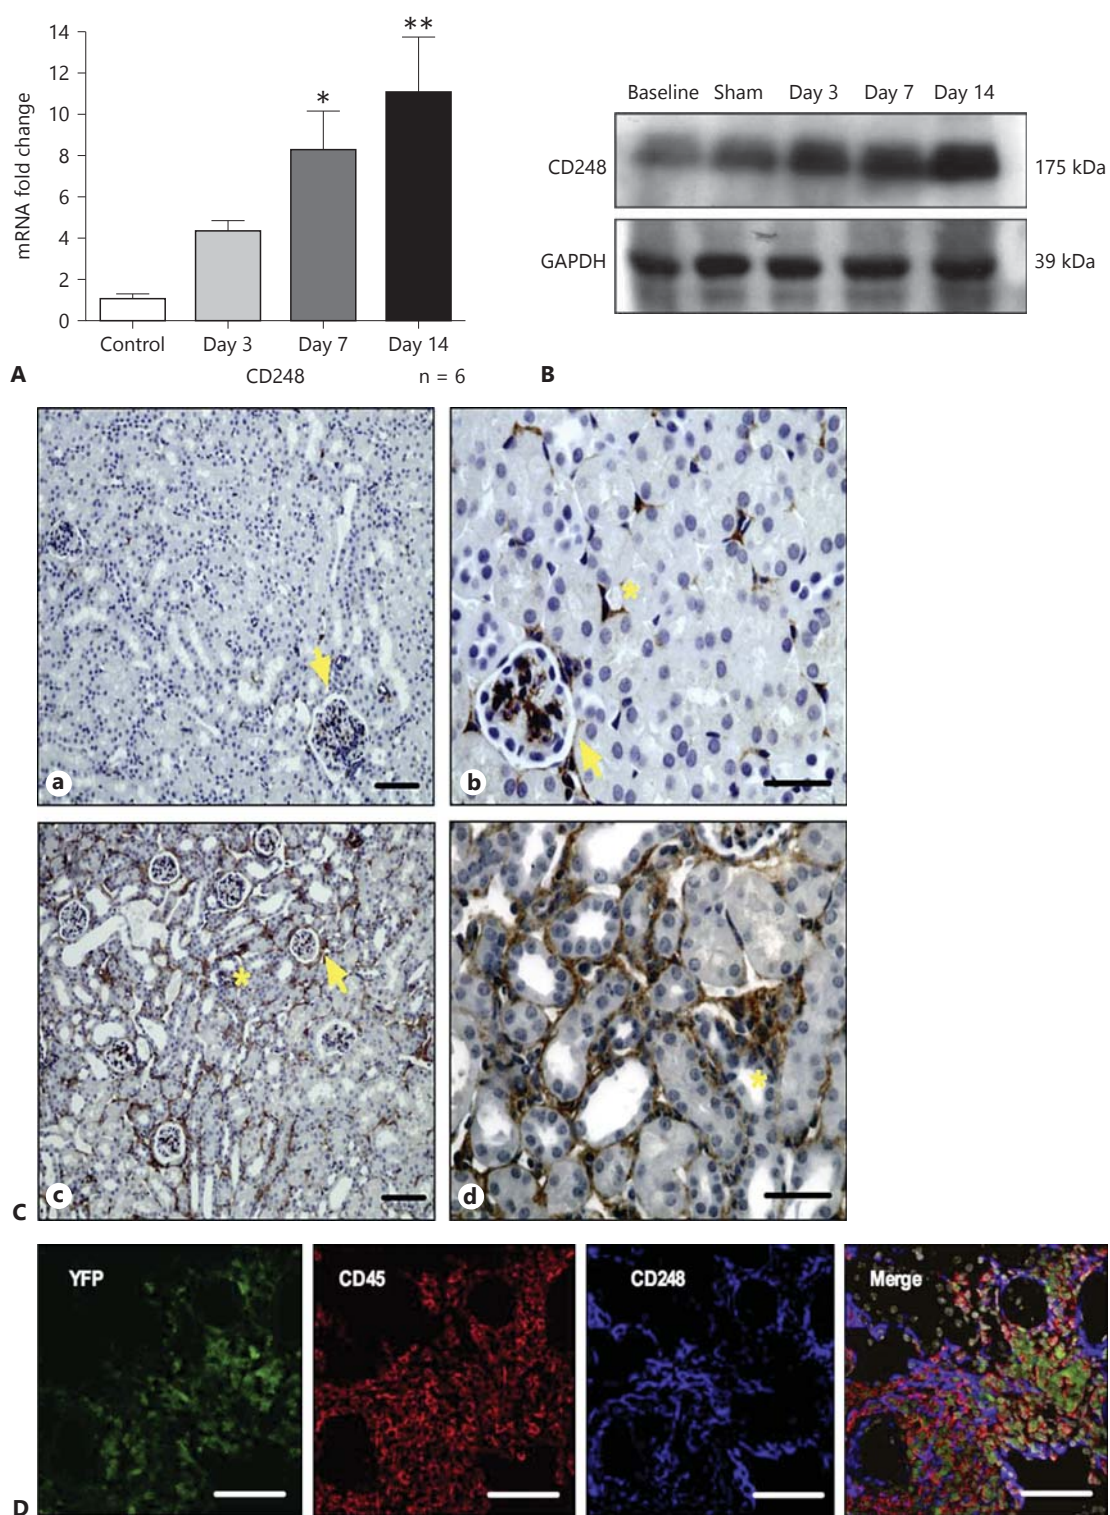 14
12
10
8
6
4
2
0
mRNA fold change
*
**
Control Day 3 Day 7 Day 14
CD248 n = 6
A
Baseline Sham Day 3 Day 7 Day 14
CD248 175 kDa
GAPDH 39 kDa
B
*
a b
*
*
c d
C
YFP CD45 CD248 Merge
D